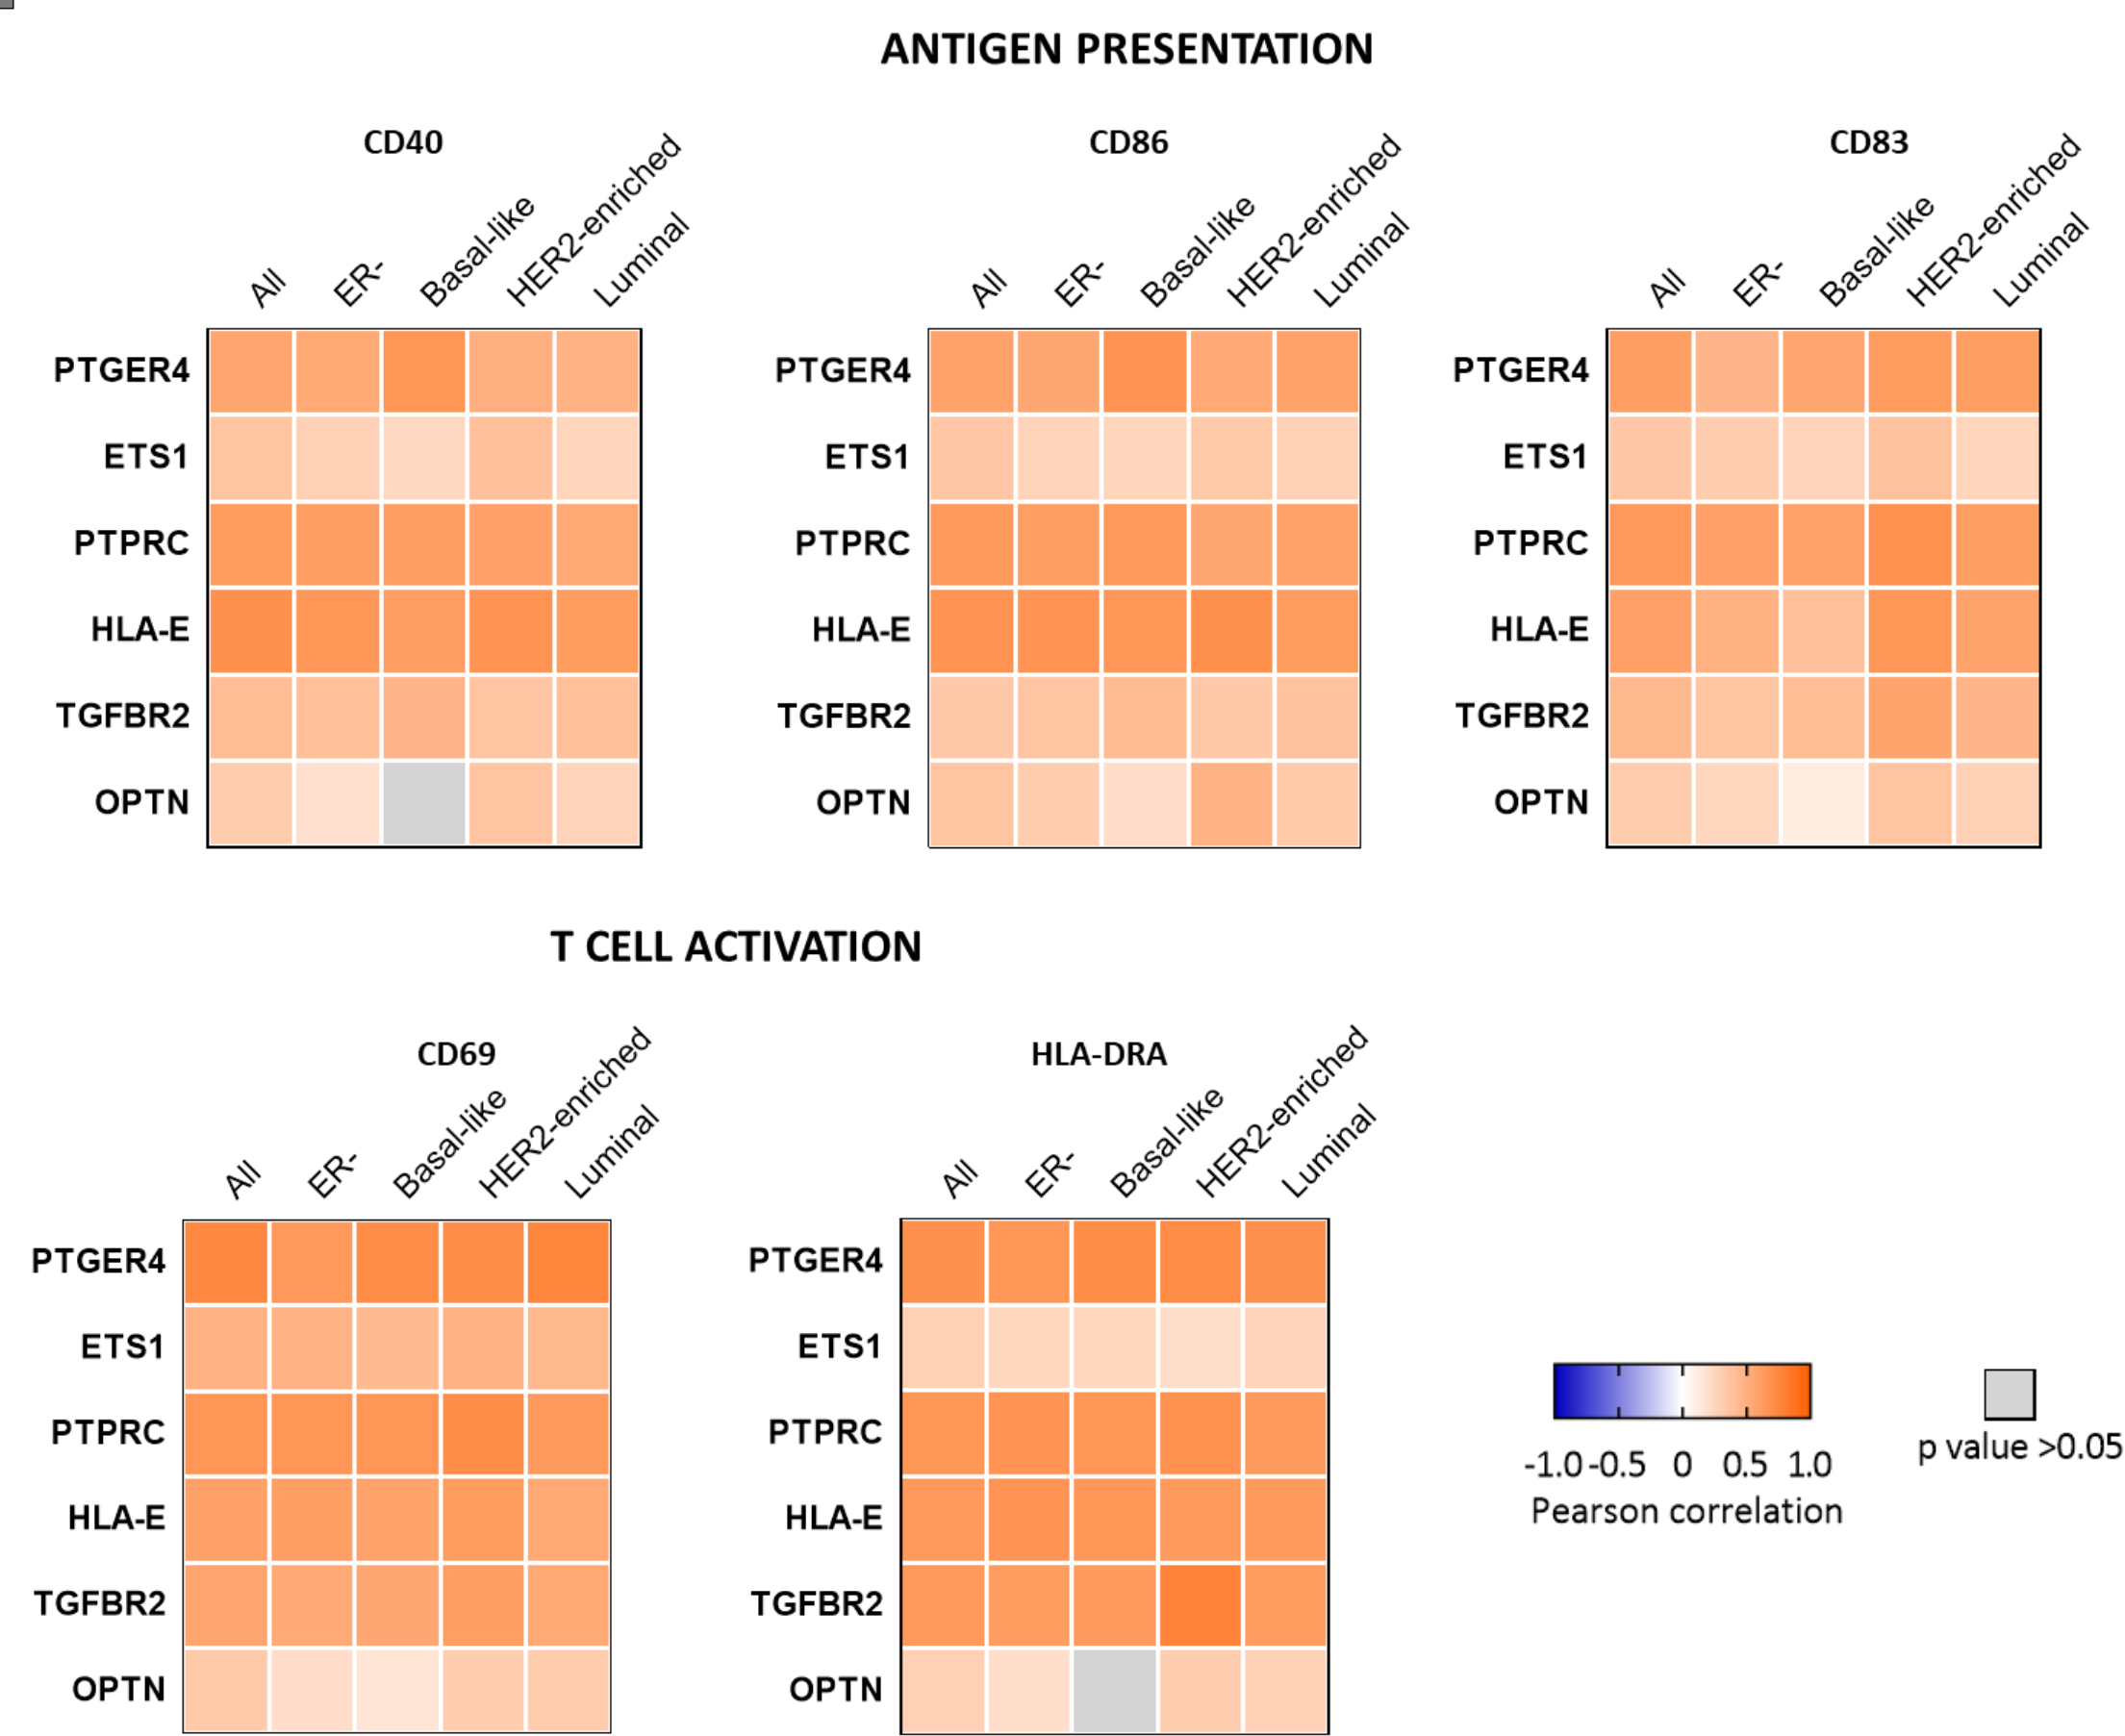 ANTIGEN PRESENTATION
CD40
All
ER-
Basal-like
HER2-enriched
Luminal
PTGER4
ETS1
PTPRC
HLA-E
TGFBR2
OPTN
CD86
All
ER-
Basal-like
HER2-enriched
Luminal
PTGER4
ETS1
PTPRC
HLA-E
TGFBR2
OPTN
CD83
All
ER-
Basal-like
HER2-enriched
Luminal
PTGER4
ETS1
PTPRC
HLA-E
TGFBR2
OPTN
T CELL ACTIVATION
CD69
All
ER-
Basal-like
HER2-enriched
Luminal
PTGER4
ETS1
PTPRC
HLA-E
TGFBR2
OPTN
HLA-DRA
All
ER-
Basal-like
HER2-enriched
Luminal
PTGER4
ETS1
PTPRC
HLA-E
TGFBR2
OPTN
-1.0 -0.5 0 0.5 1.0
Pearson correlation
p value >0.05